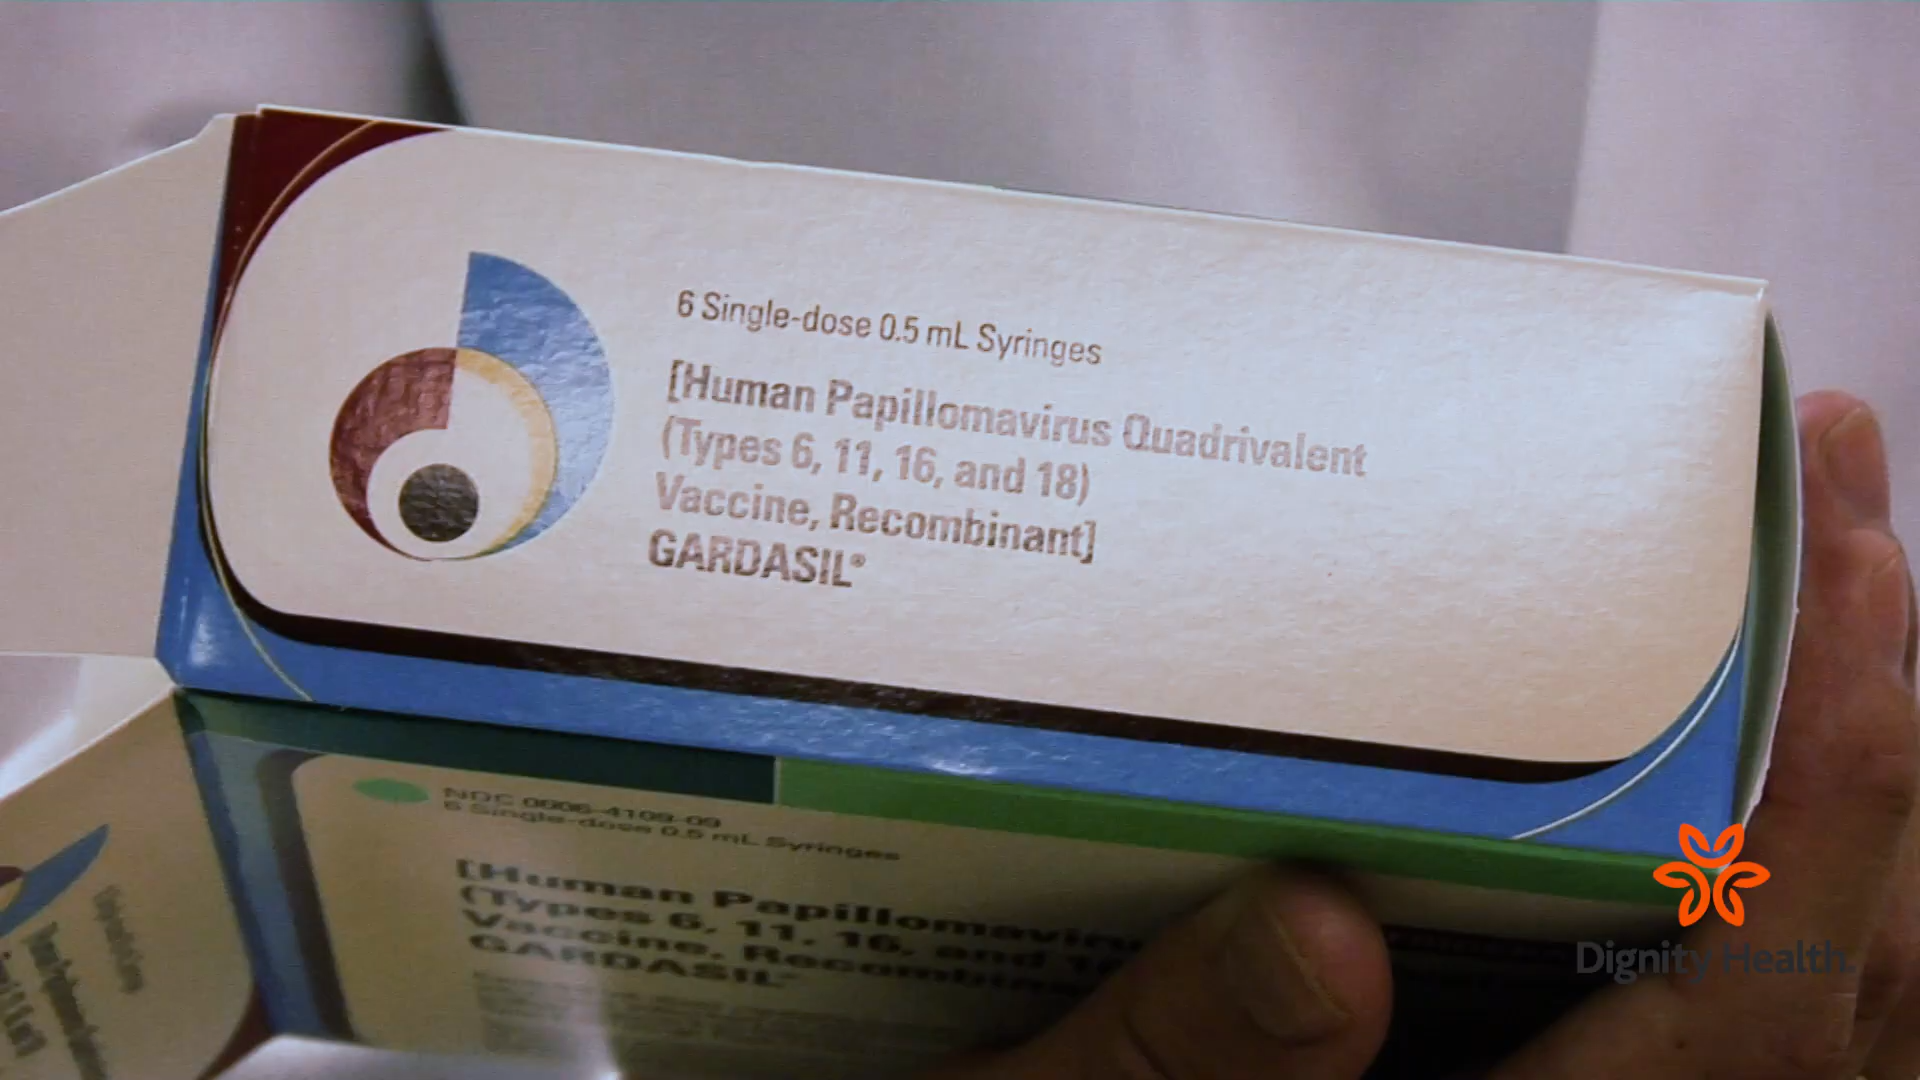 6 Single-dose 0.5 mL Syringes
[Human Papillomavirus Quadrivalent
(Types 6, 11, 16, and 18)
Vaccine, Recombinant]
GARDASIL®
NDC 0006-4109-09
6 Single-dose 0.5 mL Syringes
[Human Papillomaviru
(Types 6, 11, 16, and 18
Vaccine, Recombin
GARDASIL
Dignity Health